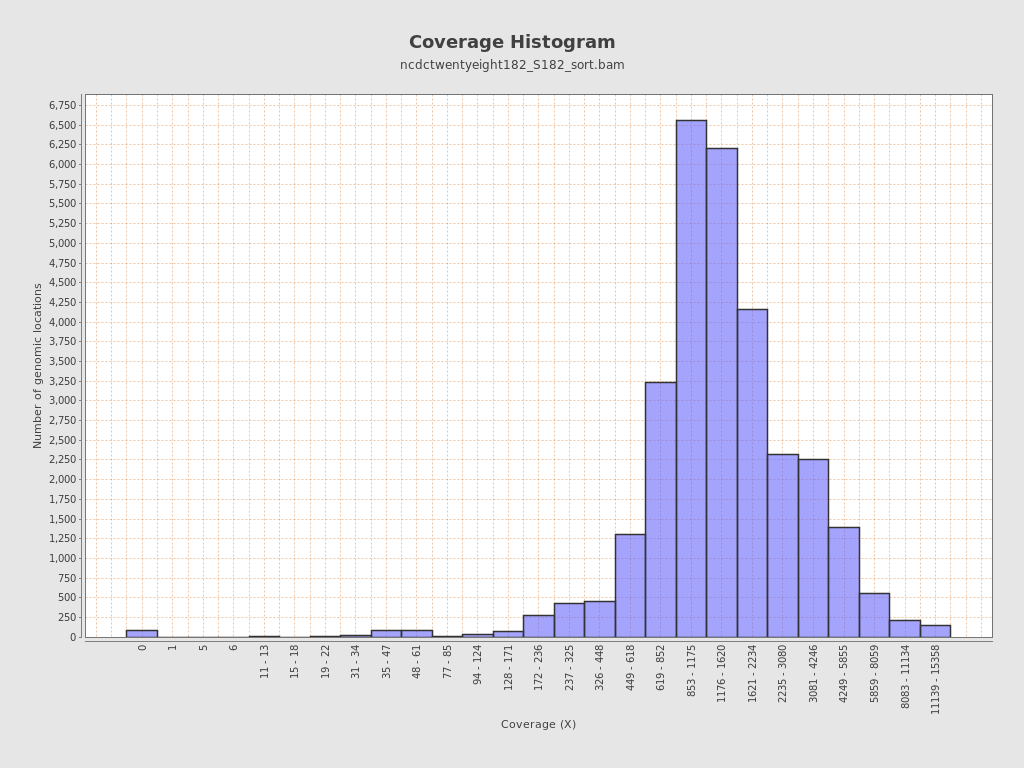 Coverage Histogram
ncdctwentyeight182_S182_sort.bam
6,750
6,500
6,250
6,000
5,750
5,500
5,250
5,000
4,750
4,500
4,250
4,000
3,750
3,500
3,250
3,000
2,750
2,500
2,250
2,000
1,750
1,500
1,250
1,000
750
500
250
0
Number of genomic locations
0
1
5
6
11 - 13
15 - 18
19 - 22
31 - 34
35 - 47
48 - 61
77 - 85
94 - 124
128 - 171
172 - 236
237 - 325
326 - 448
449 - 618
619 - 852
853 - 1175
1176 - 1620
1621 - 2234
2235 - 3080
3081 - 4246
4249 - 5855
5859 - 8059
8083 - 11134
11139 - 15358
Coverage (X)